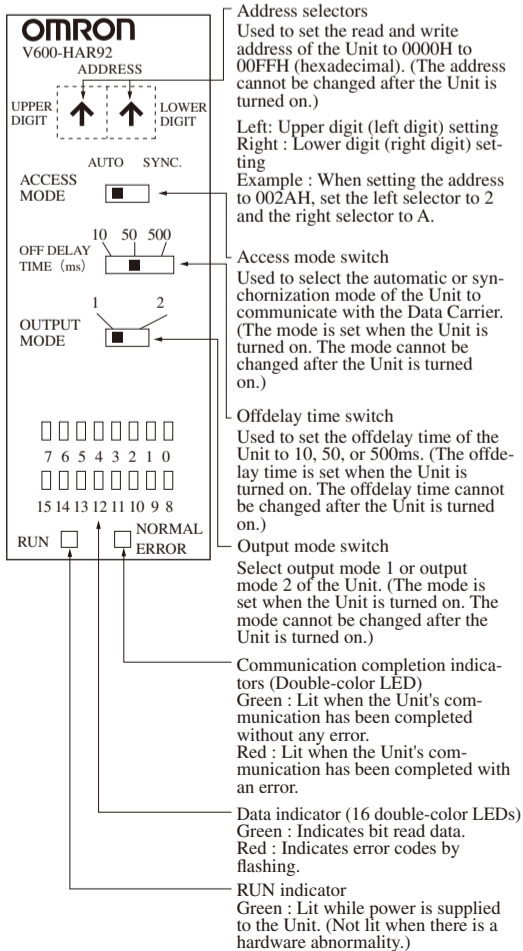 OMRON
V600-HAR92
ADDRESS
UPPER
DIGIT
LOWER
DIGIT
AUTO SYNC.
ACCESS
MODE
10 50 500
OFF DELAY
TIME (ms)
1 2
OUTPUT
MODE
7 6 5 4 3 2 1 0
15 14 13 12 11 10 9 8
RUN
NORMAL
ERROR
Address selectors
Used to set the read and write
address of the Unit to 0000H to
00FFH (hexadecimal). (The address
cannot be changed after the Unit is
turned on.)
Left: Upper digit (left digit) setting
Right : Lower digit (right digit) set-
ting
Example : When setting the address
to 002AH, set the left selector to 2
and the right selector to A.
Access mode switch
Used to select the automatic or syn-
chornization mode of the Unit to
communicate with the Data Carrier.
(The mode is set when the Unit is
turned on. The mode cannot be
changed after the Unit is turned
on.)
Offdelay time switch
Used to set the offdelay time of the
Unit to 10, 50, or 500ms. (The offde-
lay time is set when the Unit is
turned on. The offdelay time cannot
be changed after the Unit is turned
on.)
Output mode switch
Select output mode 1 or output
mode 2 of the Unit. (The mode is
set when the Unit is turned on. The
mode cannot be changed after the
Unit is turned on.)
Communication completion indica-
tors (Double-color LED)
Green : Lit when the Unit's com-
munication has been completed
without any error.
Red : Lit when the Unit's com-
munication has been completed with
an error.
Data indicator (16 double-color LEDs)
Green : Indicates bit read data.
Red : Indicates error codes by
flashing.
RUN indicator
Green : Lit while power is supplied
to the Unit. (Not lit when there is a
hardware abnormality.)